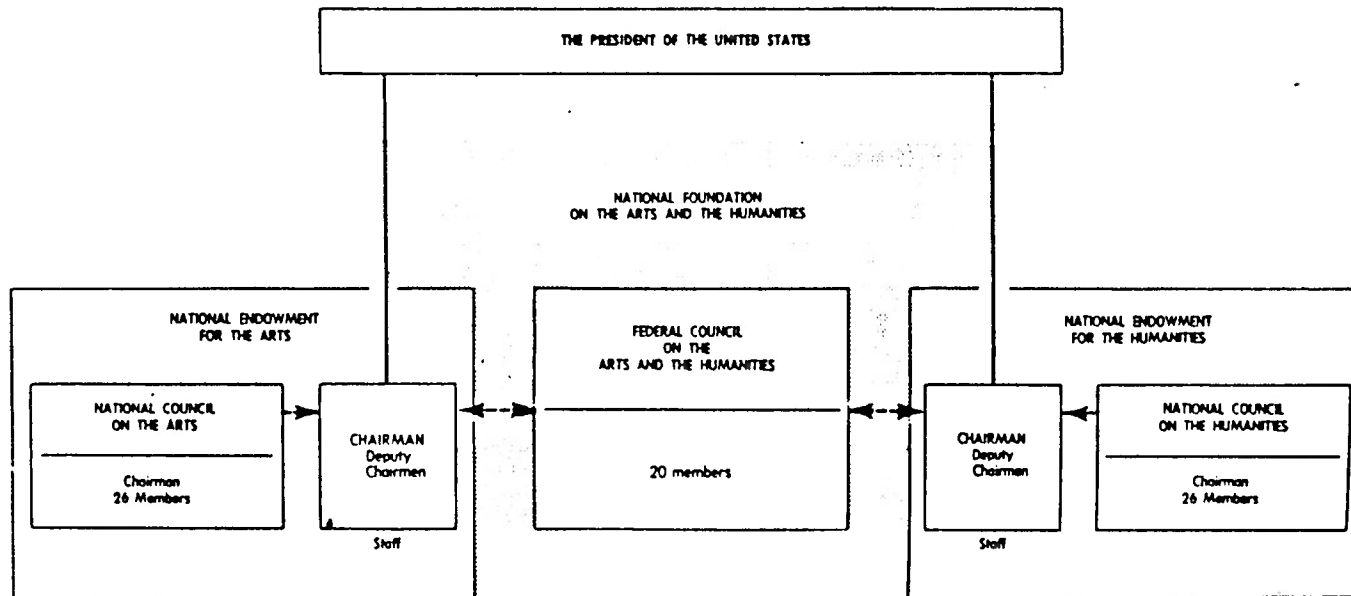 THE PRESIDENT OF THE UNITED STATES
NATIONAL FOUNDATION
ON THE ARTS AND THE HUMANITIES
NATIONAL ENDOWMENT
FOR THE ARTS
NATIONAL COUNCIL
ON THE ARTS
Chairman
26 Members
CHAIRMAN
Deputy
Chairmen
Staff
FEDERAL COUNCIL
ON THE
ARTS AND THE HUMANITIES
20 members
NATIONAL ENDOWMENT
FOR THE HUMANITIES
CHAIRMAN
Deputy
Chairmen
Staff
NATIONAL COUNCIL
ON THE HUMANITIES
Chairman
26 Members